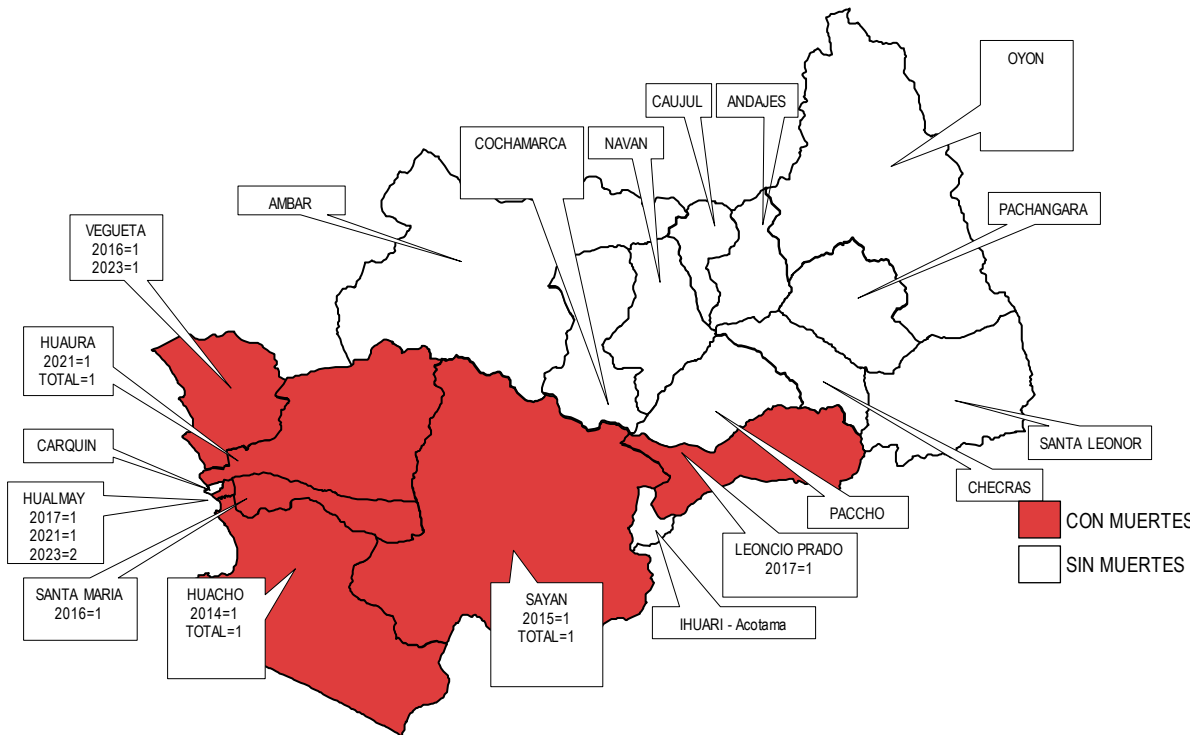 OYON
CAUJUL
ANDAJES
COCHAMARCA
NAVAN
AMBAR
PACHANGARA
VEGUETA
2016=1
2023=1
HUAURA
2021=1
TOTAL=1
CARQUIN
SANTA LEONOR
HUALMAY
2017=1
2021=1
2023=2
CHECRAS
PACCHO
CON MUERTES
LEONCIO PRADO
2017=1
SIN MUERTES
SANTA MARIA
2016=1
HUACHO
2014=1
TOTAL=1
SAYAN
2015=1
TOTAL=1
IHUARI - Acotama